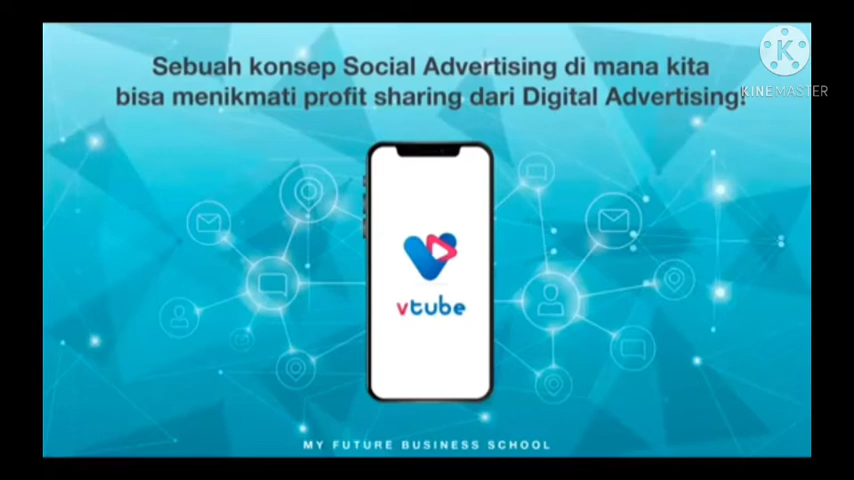 Sebuah konsep Social Advertising di mana kita
bisa menikmati profit sharing dari Digital Advertising!
K
KINEMASTER
vtube
MY FUTURE BUSINESS SCHOOL